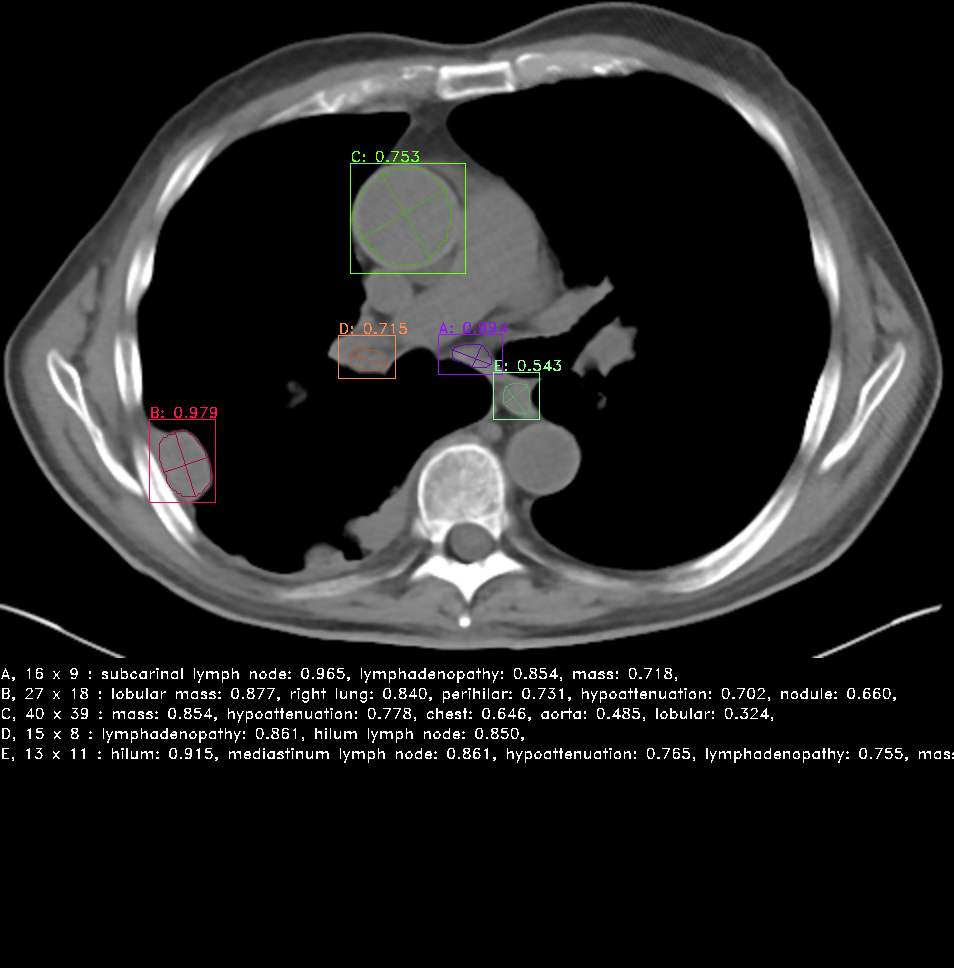 C: 0.753
D: 0.715
A:
E: 0.543
B: 0.979
A, 16 x 9 : subcarinal lymph node: 0.965, lymphadenopathy: 0.854, mass: 0.718,
B, 27 x 18 : lobular mass: 0.877, right lung: 0.840, perihilar: 0.731, hypoattenuation: 0.702, nodule: 0.660,
C, 40 x 39 : mass: 0.854, hypoattenuation: 0.778, chest: 0.646, aorta: 0.485, lobular: 0.324,
D, 15 x 8 : lymphadenopathy: 0.861, hilum lymph node: 0.850,
E, 13 x 11 : hilum: 0.915, mediastinum lymph node: 0.861, hypoattenuation: 0.765, lymphadenopathy: 0.755, mas